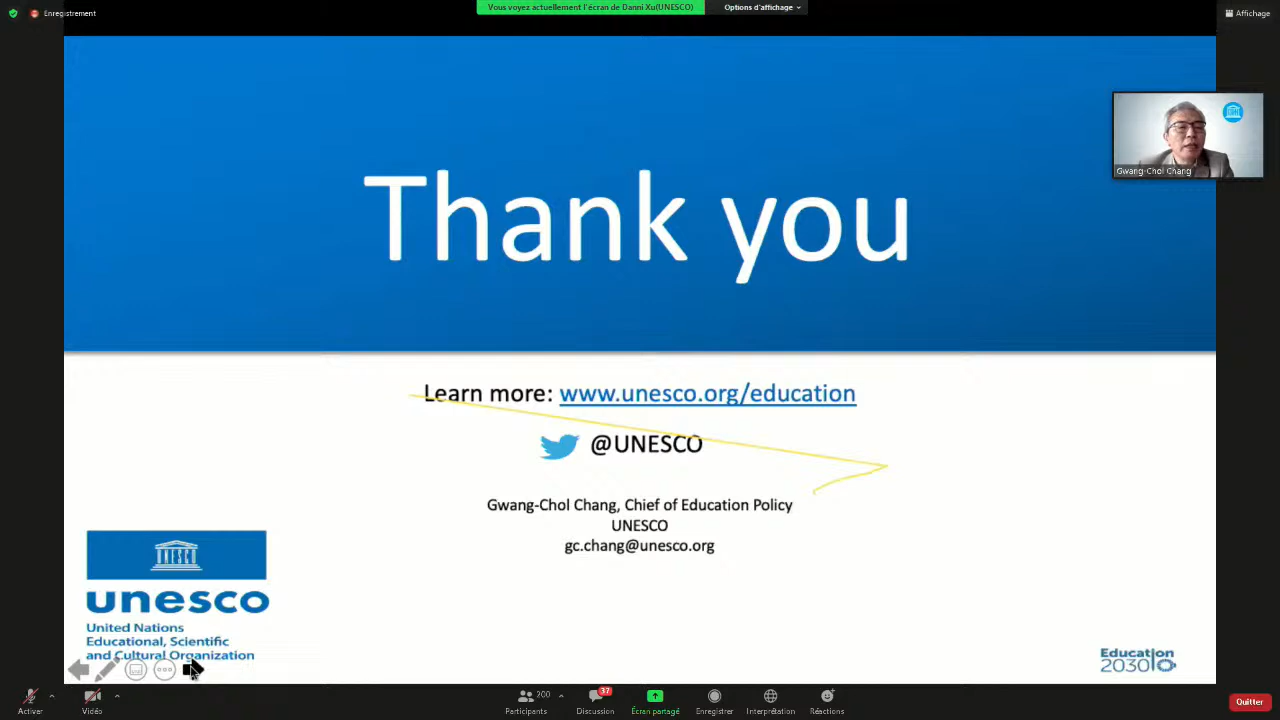 Enregistrement
Vous voyez actuellement l'écran de Danni Xu(UNESCO)
Options d'affichage
Affichage
Thank you
Gwang-Chol Chang
Learn more: www.unesco.org/education
@UNESCO
Gwang-Chol Chang, Chief of Education Policy
UNESCO
gc.chang@unesco.org
UNESCO
unesco
United Nations
Educational, Scientific
and Cultural Organization
Education
2030
Activer
Vidéo
200
Participants
37
Discussion
Écran partagé
Enregistrer
Interprétation
Réactions
Quitter